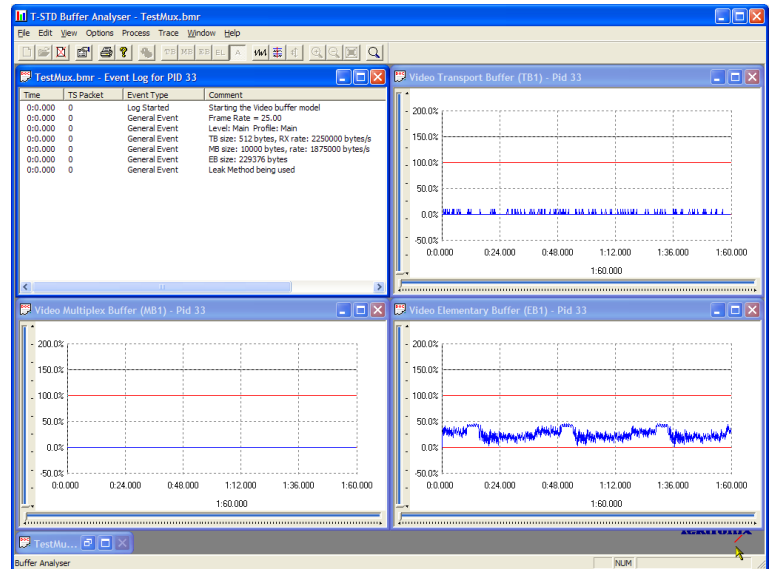 T-STD Buffer Analyser - TestMux.bmr
File Edit View Options Process Trace Window Help
TB MB EB EL A
TestMux.bmr - Event Log for PID 33
Time TS Packet Event Type Comment
0:0.000 0 Log Started Starting the Video buffer model
0:0.000 0 General Event Frame Rate = 25.00
0:0.000 0 General Event Level: Main Profile: Main
0:0.000 0 General Event TB size: 512 bytes, RX rate: 2250000 bytes/s
0:0.000 0 General Event MB size: 10000 bytes, rate: 1875000 bytes/s
0:0.000 0 General Event EB size: 229376 bytes
0:0.000 0 General Event Leak Method being used
Video Transport Buffer (TB1) - Pid 33
200.0%
150.0%
100.0%
50.0%
0.0%
-50.0%
0:0.000 0:24.000 0:48.000 1:12.000 1:36.000 1:60.000
1:60.000
Video Multiplex Buffer (MB1) - Pid 33
200.0%
150.0%
100.0%
50.0%
0.0%
-50.0%
0:0.000 0:24.000 0:48.000 1:12.000 1:36.000 1:60.000
1:60.000
Video Elementary Buffer (EB1) - Pid 33
200.0%
150.0%
100.0%
50.0%
0.0%
-50.0%
0:0.000 0:24.000 0:48.000 1:12.000 1:36.000 1:60.000
1:60.000
TestMu...
Buffer Analyser
NUM